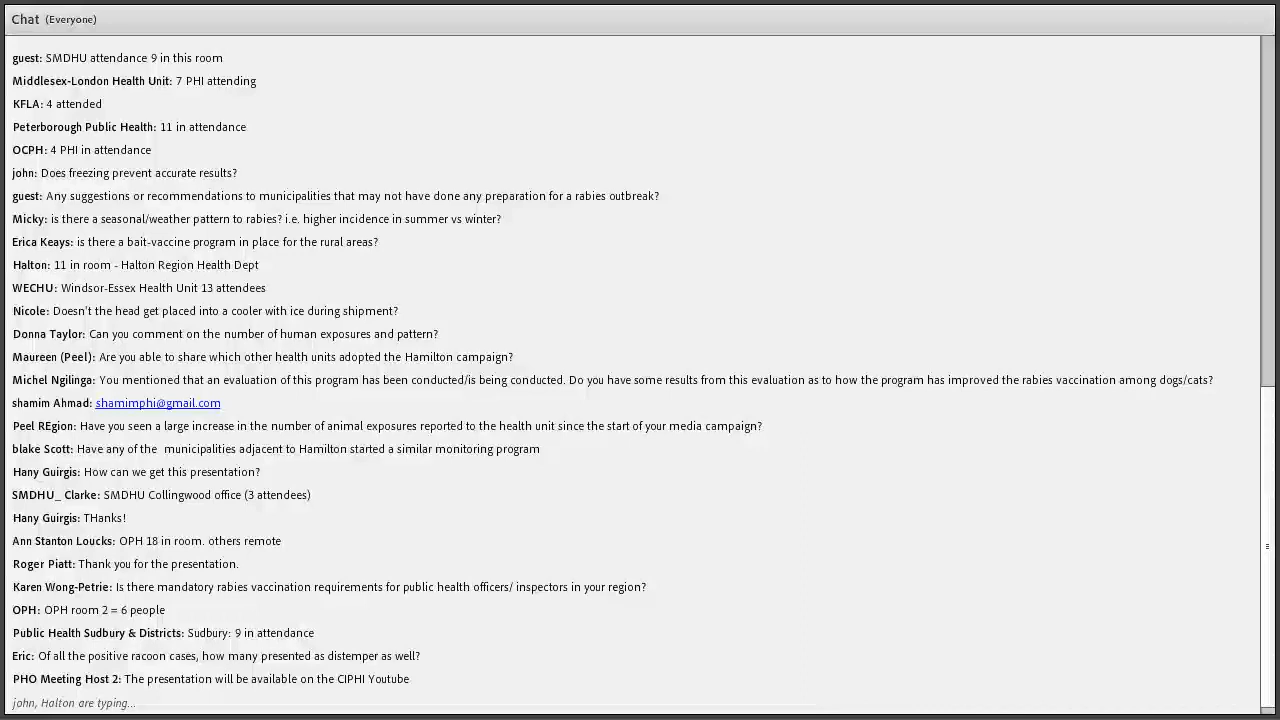 Chat (Everyone)
guest: SMDHU attendance 9 in this room
Middlesex-London Health Unit: 7 PHI attending
KFLA: 4 attended
Peterborough Public Health: 11 in attendance
OCPH: 4 PHI in attendance
john: Does freezing prevent accurate results?
guest: Any suggestions or recommendations to municipalities that may not have done any preparation for a rabies outbreak?
Micky: is there a seasonal/weather pattern to rabies? i.e. higher incidence in summer vs winter?
Erica Keays: is there a bait-vaccine program in place for the rural areas?
Halton: 11 in room - Halton Region Health Dept
WECHU: Windsor-Essex Health Unit 13 attendees
Nicole: Doesn't the head get placed into a cooler with ice during shipment?
Donna Taylor: Can you comment on the number of human exposures and pattern?
Maureen (Peel): Are you able to share which other health units adopted the Hamilton campaign?
Michel Ngilinga: You mentioned that an evaluation of this program has been conducted/is being conducted. Do you have some results from this evaluation as to how the program has improved the rabies vaccination among dogs/cats?
shamim Ahmad: shamimphi@gmail.com
Peel REgion: Have you seen a large increase in the number of animal exposures reported to the health unit since the start of your media campaign?
blake Scott: Have any of the  municipalities adjacent to Hamilton started a similar monitoring program
Hany Guirgis: How can we get this presentation?
SMDHU_ Clarke: SMDHU Collingwood office (3 attendees)
Hany Guirgis: THanks!
Ann Stanton Loucks: OPH 18 in room. others remote
Roger Piatt: Thank you for the presentation.
Karen Wong-Petrie: Is there mandatory rabies vaccination requirements for public health officers/ inspectors in your region?
OPH: OPH room 2 = 6 people
Public Health Sudbury & Districts: Sudbury: 9 in attendance
Eric: Of all the positive racoon cases, how many presented as distemper as well?
PHO Meeting Host 2: The presentation will be available on the CIPHI Youtube
john, Halton are typing...